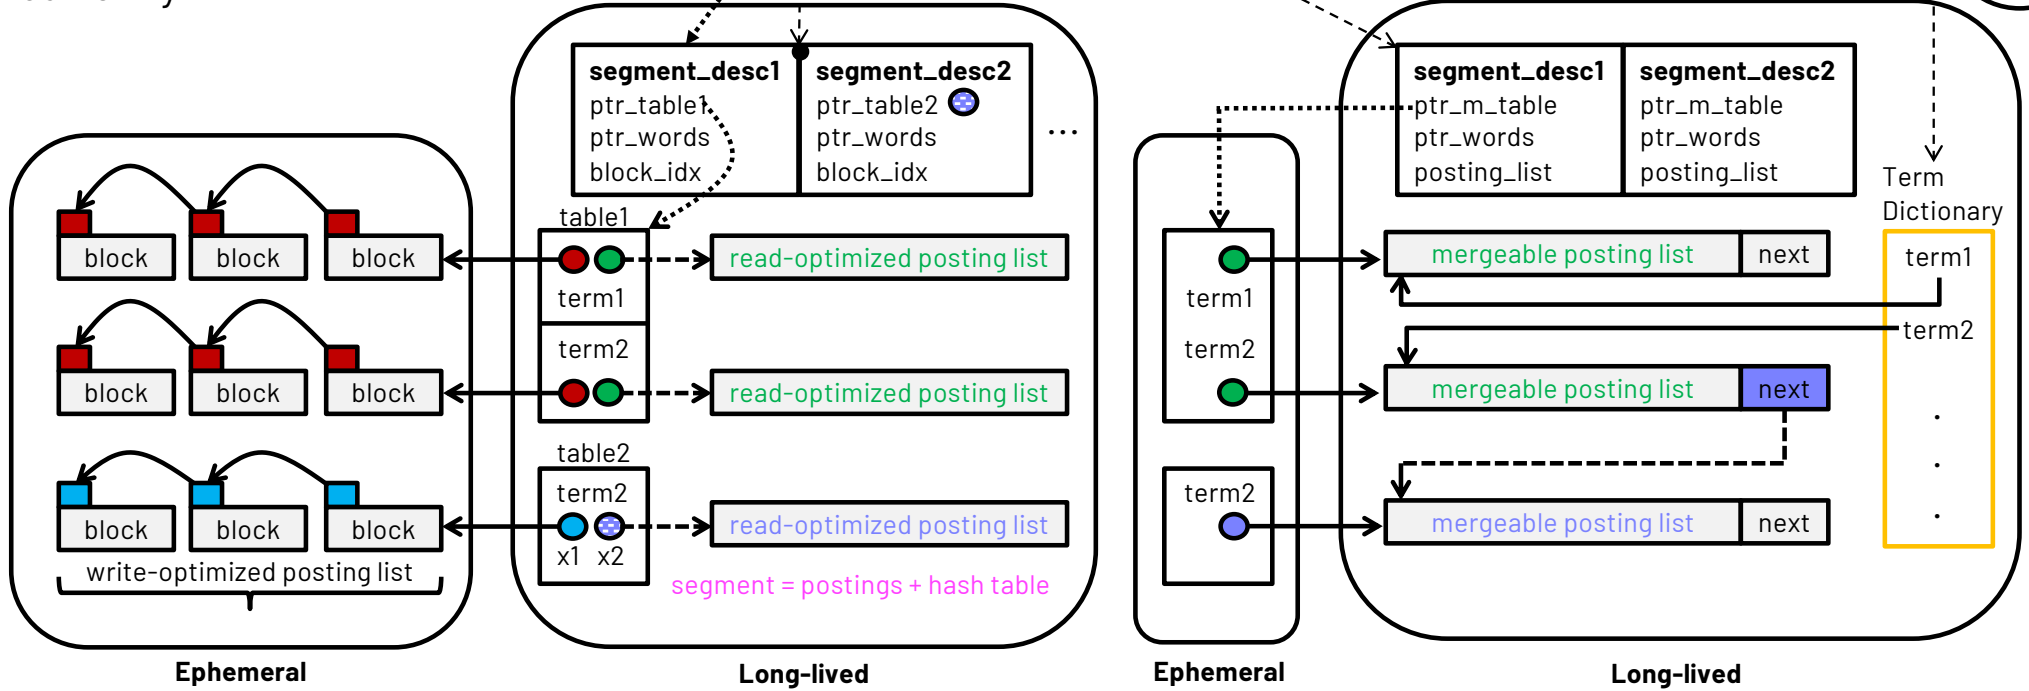 segment_desc1
ptr_table1
ptr_words
block_idx
segment_desc2
ptr_table2
ptr_words
block_idx
...
segment_desc1
ptr_m_table
ptr_words
posting_list
segment_desc2
ptr_m_table
ptr_words
posting_list
Term
Dictionary
table1
block block block
term1
read-optimized posting list
term1
mergeable posting list next
term1
term2
block block block
read-optimized posting list
term2
mergeable posting list next
term2
.
.
.
table2
term2
block block block
x1 x2
read-optimized posting list
term2
mergeable posting list next
write-optimized posting list
segment = postings + hash table
Ephemeral
Long-lived
Ephemeral
Long-lived